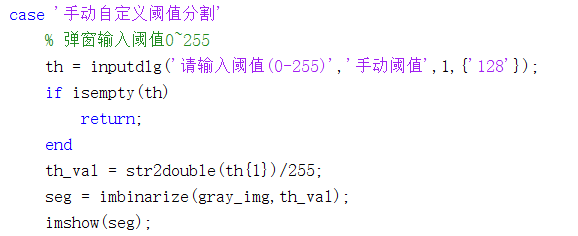 case '手动自定义阈值分割'
% 弹窗输入阈值0~255
th = inputdlg('请输入阈值(0-255)','手动阈值',1,{'128'});
if isempty(th)
return;
end
th_val = str2double(th{1})/255;
seg = imbinarize(gray_img,th_val);
imshow(seg);